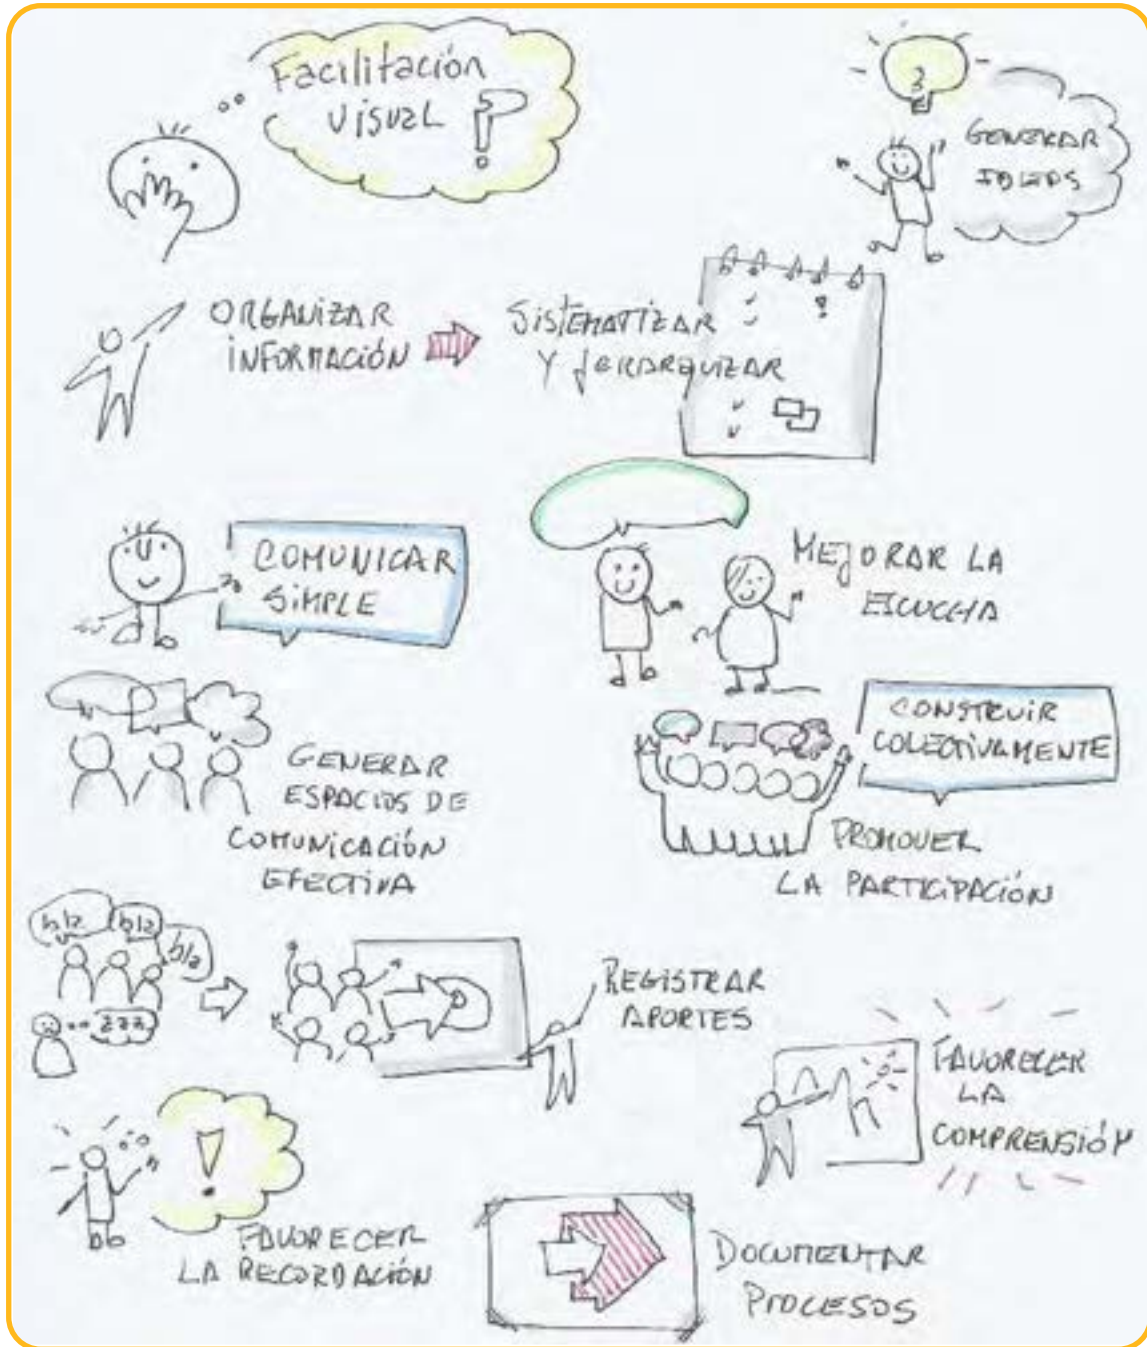 Facilitación
visual ?
GENERAR
IDEAS
ORGANIZAR
INFORMACIÓN
SISTEMATIZAR
Y JERARQUIZAR
COMUNICAR
SIMPLE
MEJORAR LA
ESCUCHA
GENERAR
ESPACIOS DE
COMUNICACIÓN
EFECTIVA
CONSTRUIR
COLECTIVAMENTE
PROMOVER
LA PARTICIPACIÓN
bla bla
bla
zzz
REGISTRAR
APORTES
FAVORECER
LA
COMPRENSIÓN
!
FAVORECER
LA RECORDACIÓN
DOCUMENTAR
PROCESOS